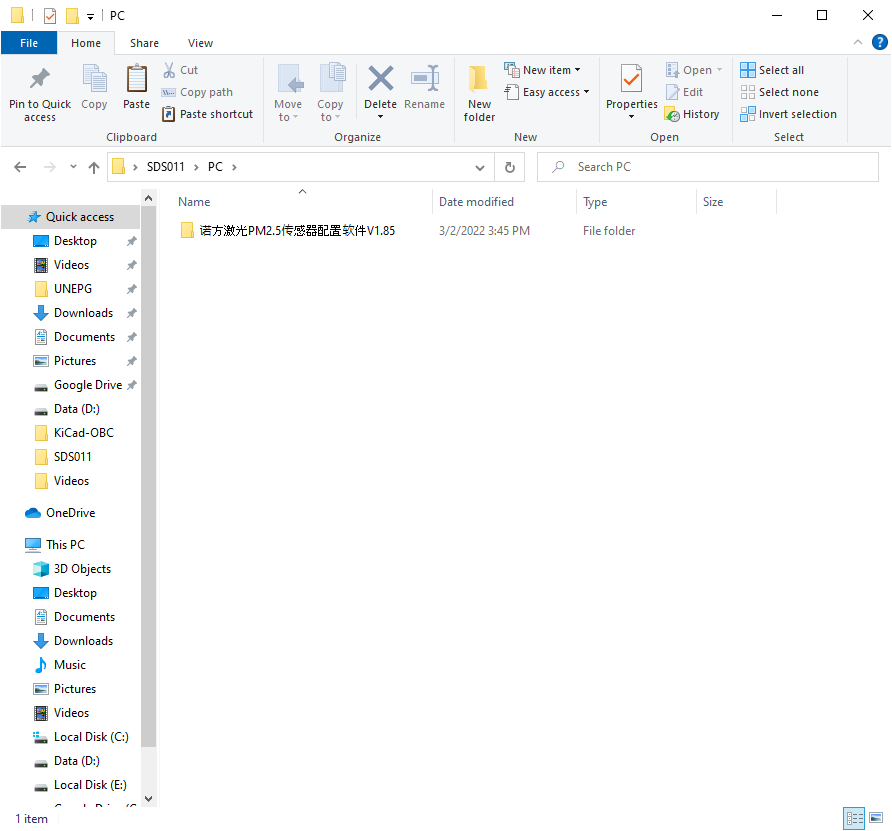 PC
File Home Share View
Pin to Quick access
Copy
Paste
Cut
Copy path
Paste shortcut
Clipboard
Move to
Copy to
Delete
Rename
Organize
New folder
New item
Easy access
New
Properties
Open
Edit
History
Open
Select all
Select none
Invert selection
Select
SDS011 > PC >
Search PC
Name Date modified Type Size
诺方激光PM2.5传感器配置软件V1.85 3/2/2022 3:45 PM File folder
Quick access
Desktop
Videos
UNEPG
Downloads
Documents
Pictures
Google Drive
Data (D:)
KiCad-OBC
SDS011
Videos
OneDrive
This PC
3D Objects
Desktop
Documents
Downloads
Music
Pictures
Videos
Local Disk (C:)
Data (D:)
Local Disk (E:)
1 item